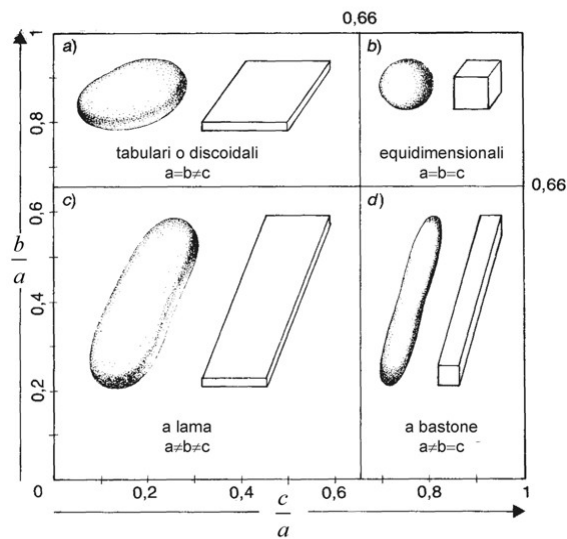 0,66
1
a)
b)
0,8
tabulari o discoidali
a=b≠c
equidimensionali
a=b=c
0,66
0,6
c)
d)
b
a
0,4
0,2
a lama
a≠b≠c
a bastone
a≠b=c
0
0,2
0,4
0,6
0,8
1
c
a